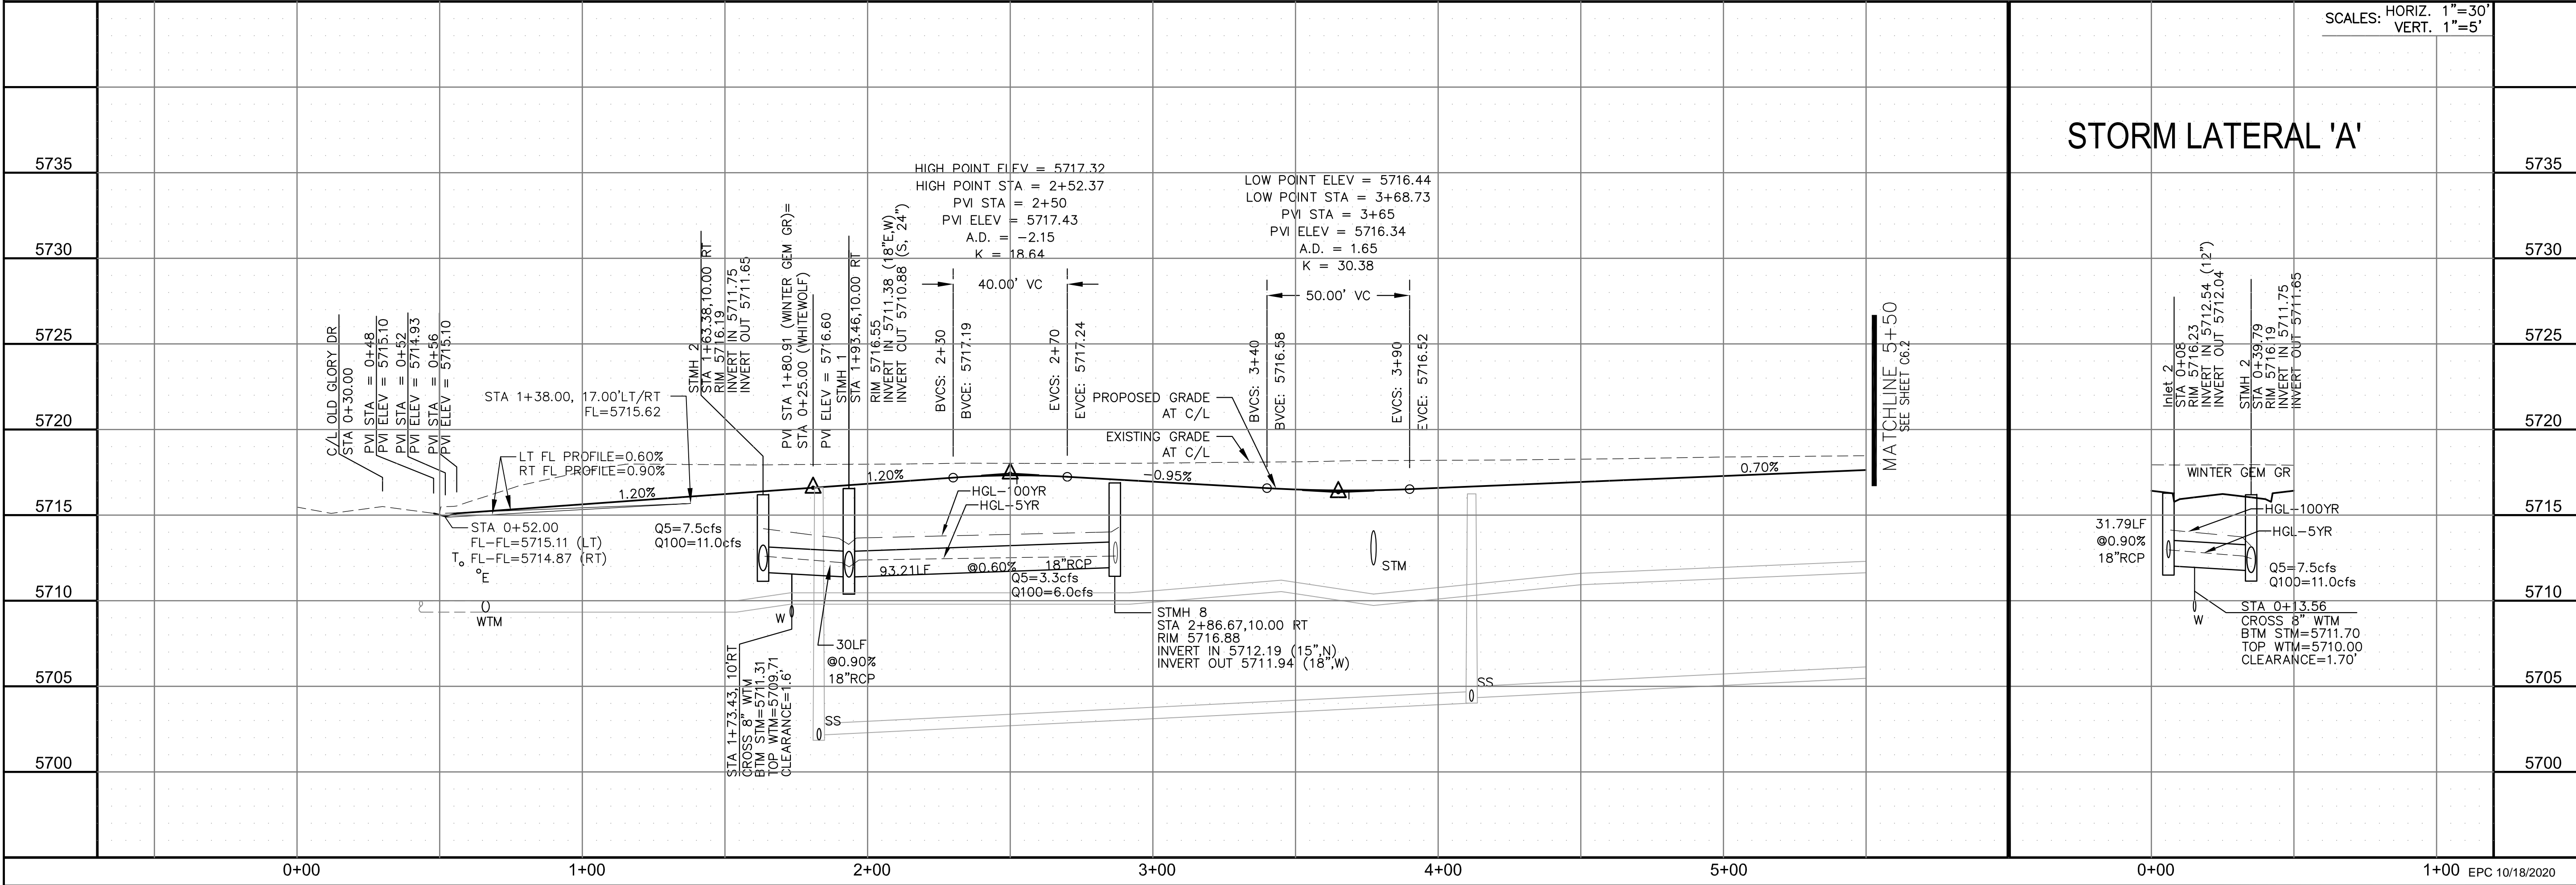 SCALES: HORIZ. 1"=30'
VERT. 1"=5'
STORM LATERAL 'A'
5735
5730
5725
5720
5715
5710
5705
5700
C/L OLD GLORY DR
STA 0+30.00
PVI STA = 0+48
PVI ELEV = 5715.10
PVI STA = 0+52
PVI ELEV = 5714.93
PVI STA = 0+56
PVI ELEV = 5715.10
LT FL PROFILE=0.60%
RT FL PROFILE=0.90%
1.20%
STA 1+38.00, 17.00'LT/RT
FL=5715.62
STA 0+52.00
FL-FL=5715.11 (LT)
FL-FL=5714.87 (RT)
T
E
WTM
STMH 2
STA 1+63.38,10.00 RT
RIM 5716.19
INVERT IN 5711.75
INVERT OUT 5711.65
PVI STA 1+80.91 (WINTER GEM GR)=
STA 0+25.00 (WHITEWOLF)
PVI ELEV = 5716.60
STMH 1
STA 1+93.46,10.00 RT
RIM 5716.55
INVERT IN 5711.38 (18"E,W)
INVERT OUT 5710.88 (S, 24")
HIGH POINT ELEV = 5717.32
HIGH POINT STA = 2+52.37
PVI STA = 2+50
PVI ELEV = 5717.43
A.D. = -2.15
K = 18.64
40.00' VC
BVCS: 2+30
BVCE: 5717.19
EVCS: 2+70
EVCE: 5717.24
LOW POINT ELEV = 5716.44
LOW POINT STA = 3+68.73
PVI STA = 3+65
PVI ELEV = 5716.34
A.D. = 1.65
K = 30.38
50.00' VC
BVCS: 3+40
BVCE: 5716.58
EVCS: 3+90
EVCE: 5716.52
PROPOSED GRADE
AT C/L
EXISTING GRADE
AT C/L
1.20%
-0.95%
0.70%
MATCHLINE 5+50
SEE SHEET C6.2
Q5=7.5cfs
Q100=11.0cfs
HGL-100YR
HGL-5YR
93.21LF @0.60% 18"RCP
Q5=3.3cfs
Q100=6.0cfs
STM
W
30LF
@0.90%
18"RCP
STA 1+73.43, 10'RT
CROSS 8" WTM
BTM STM=5711.31
TOP WTM=5709.71
CLEARANCE=1.6'
SS
SS
STMH 8
STA 2+86.67,10.00 RT
RIM 5716.88
INVERT IN 5712.19 (15",N)
INVERT OUT 5711.94 (18",W)
Inlet 2
STA 0+08
RIM 5716.23
INVERT IN 5712.54 (12")
INVERT OUT 5712.04
STMH 2
STA 0+39.79
RIM 5716.19
INVERT IN 5711.75
INVERT OUT 5711.65
WINTER GEM GR
HGL-100YR
HGL-5YR
31.79LF
@0.90%
18"RCP
Q5=7.5cfs
Q100=11.0cfs
W
STA 0+13.56
CROSS 8" WTM
BTM STM=5711.70
TOP WTM=5710.00
CLEARANCE=1.70'
5735
5730
5725
5720
5715
5710
5705
5700
0+00
1+00
2+00
3+00
4+00
5+00
0+00
1+00
EPC 10/18/2020